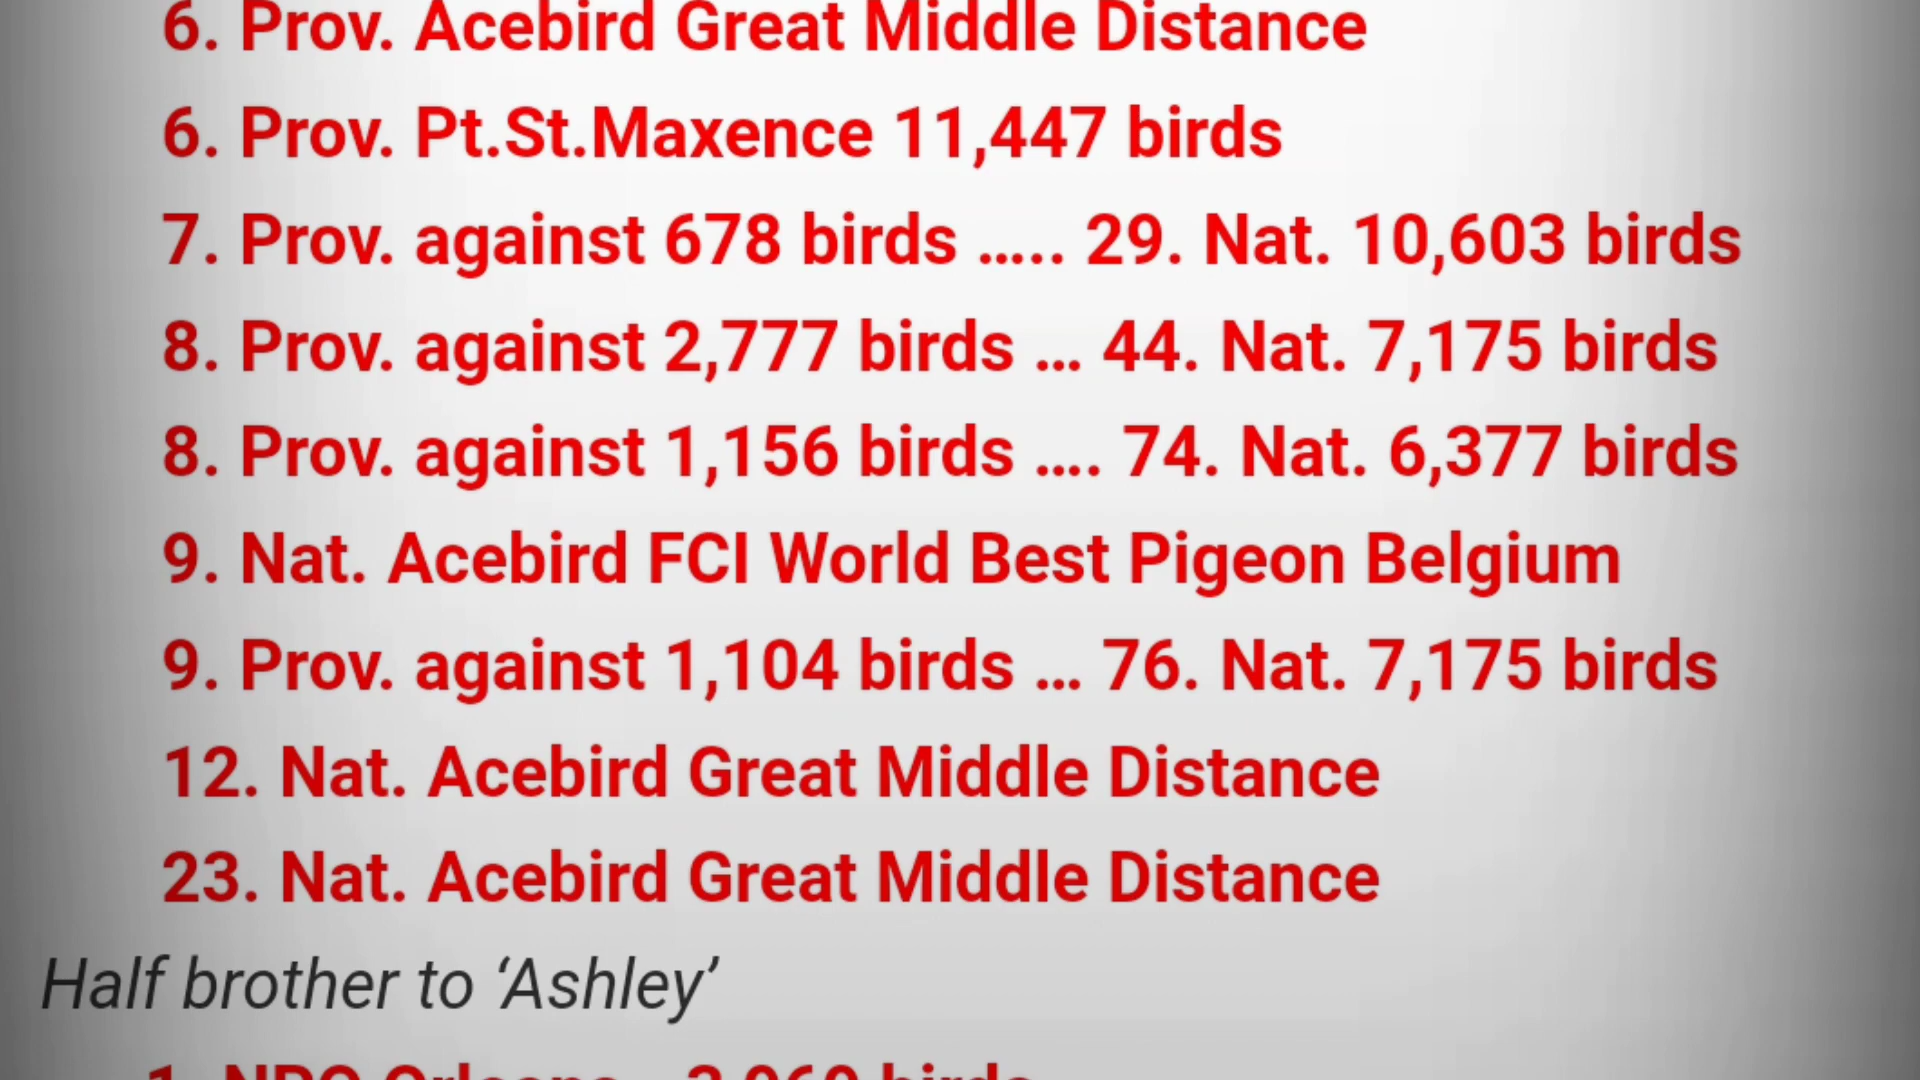 6. Prov. Acebird Great Middle Distance
6. Prov. Pt.St.Maxence 11,447 birds
7. Prov. against 678 birds ….. 29. Nat. 10,603 birds
8. Prov. against 2,777 birds … 44. Nat. 7,175 birds
8. Prov. against 1,156 birds …. 74. Nat. 6,377 birds
9. Nat. Acebird FCI World Best Pigeon Belgium
9. Prov. against 1,104 birds … 76. Nat. 7,175 birds
12. Nat. Acebird Great Middle Distance
23. Nat. Acebird Great Middle Distance
Half brother to ‘Ashley’
1. NPO Orleans